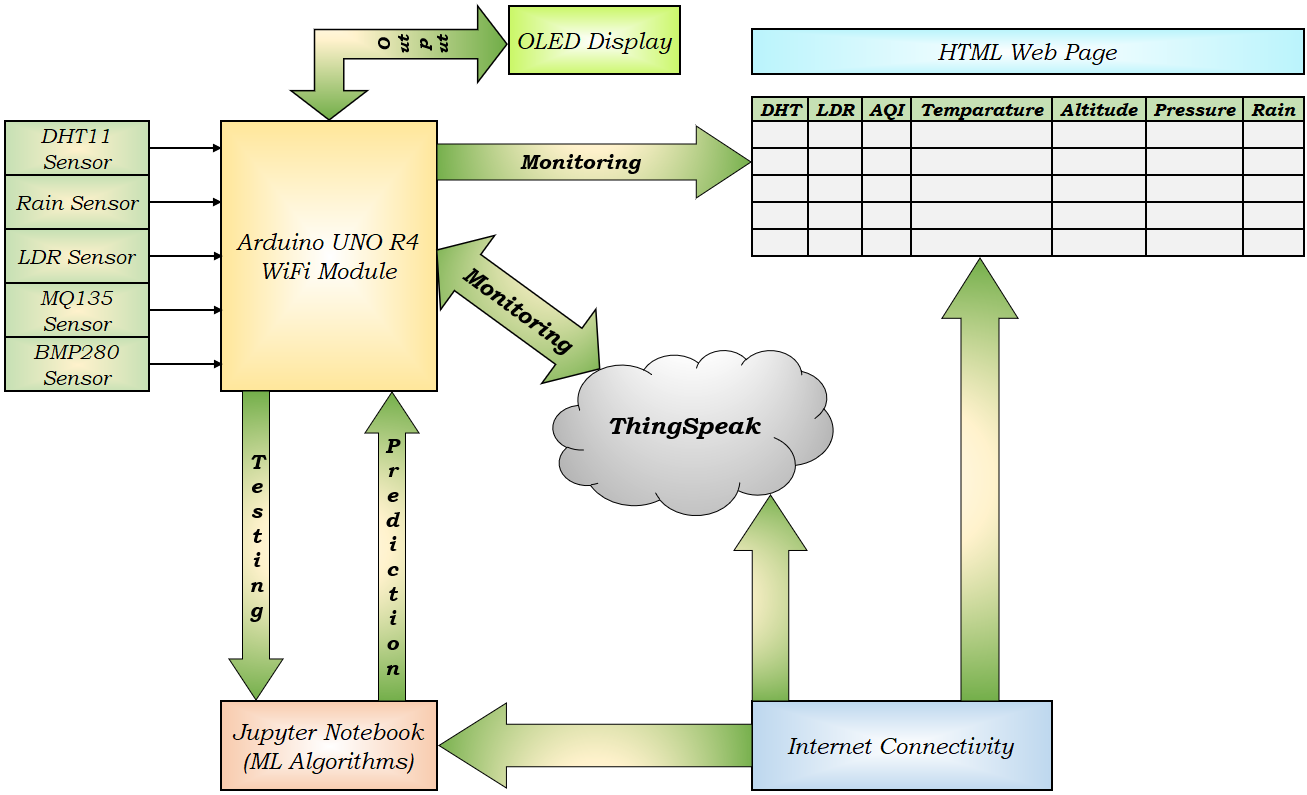 Out
put
OLED Display
HTML Web Page
DHT LDR AQI Temparature Altitude Pressure Rain
DHT11
Sensor
Rain Sensor
LDR Sensor
MQ135
Sensor
BMP280
Sensor
Arduino UNO R4
WiFi Module
Monitoring
Monitoring
ThingSpeak
Testing
Prediction
Jupyter Notebook
(ML Algorithms)
Internet Connectivity